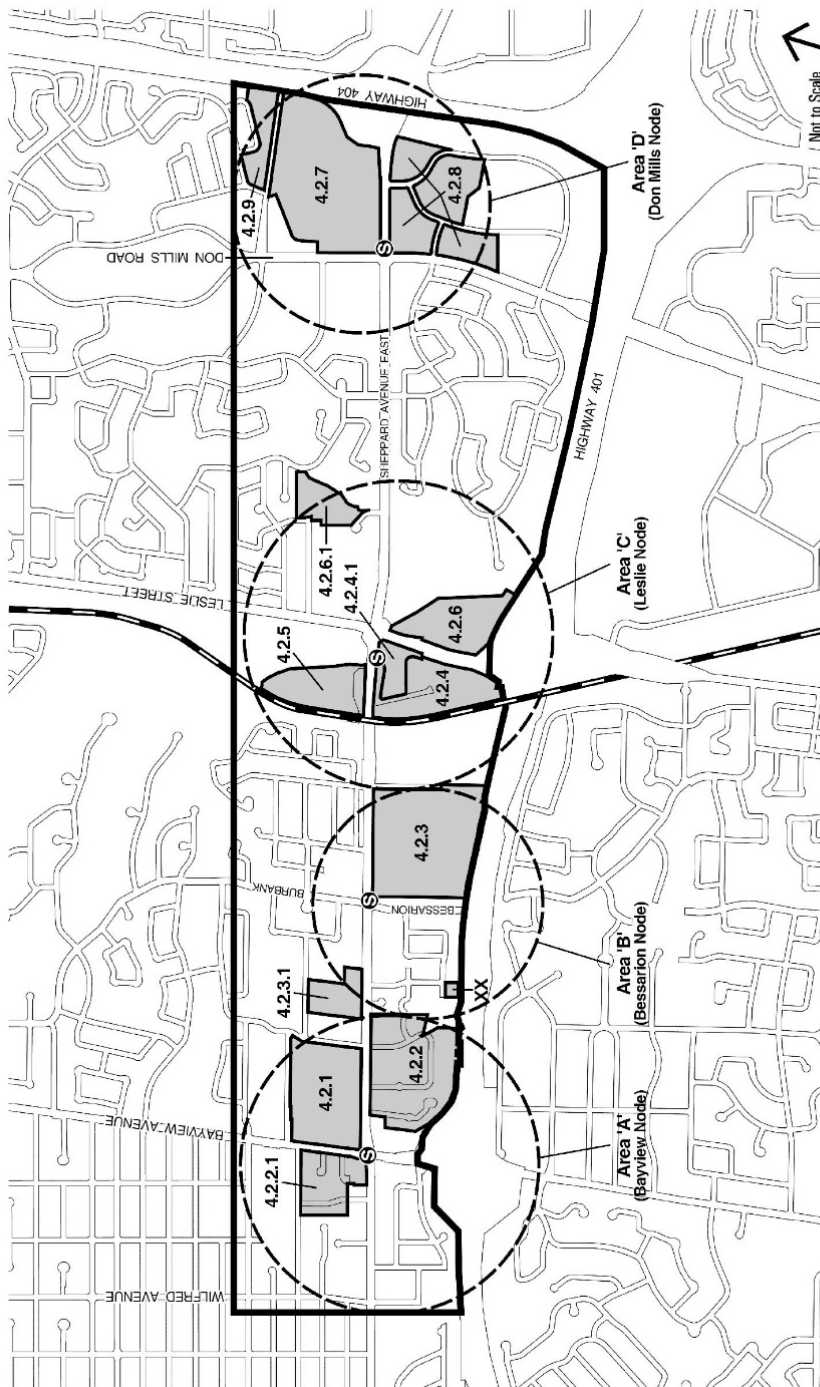 WILFRED AVENUE
BAYVIEW AVENUE
4.2.2.1
4.2.1
S
4.2.2
4.2.3.1
XX
Area 'A'
(Bayview Node)
BURBANK
S
BESSARION
4.2.3
Area 'B'
(Bessarion Node)
LESLIE STREET
4.2.5
S
4.2.4
4.2.4.1
4.2.6
4.2.6.1
Area 'C'
(Leslie Node)
SHEPPARD AVENUE EAST
HIGHWAY 401
DON MILLS ROAD
S
4.2.9
4.2.7
4.2.8
HIGHWAY 404
Area 'D'
(Don Mills Node)
Not to Scale